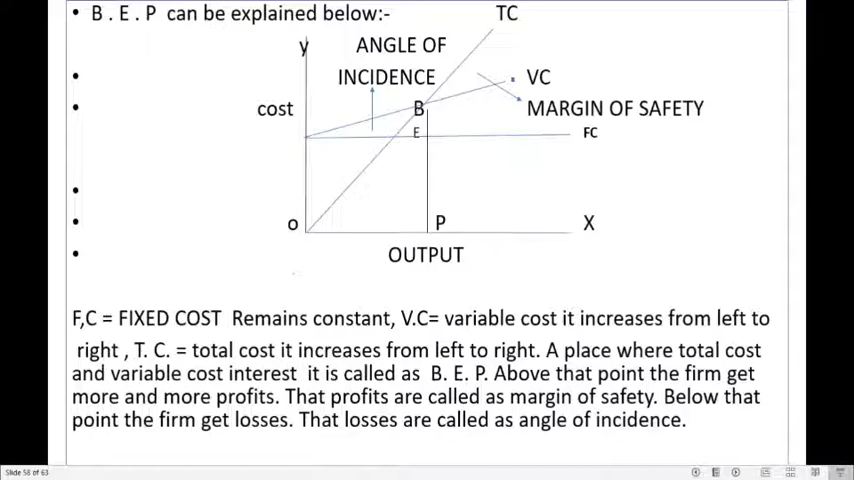 • B . E . P can be explained below:-
TC
y
ANGLE OF
INCIDENCE
VC
cost
B
MARGIN OF SAFETY
E
FC
o
P
X
OUTPUT
F,C = FIXED COST Remains constant, V.C= variable cost it increases from left to
right , T. C. = total cost it increases from left to right. A place where total cost
and variable cost interest it is called as B. E. P. Above that point the firm get
more and more profits. That profits are called as margin of safety. Below that
point the firm get losses. That losses are called as angle of incidence.
Slide 58 of 63